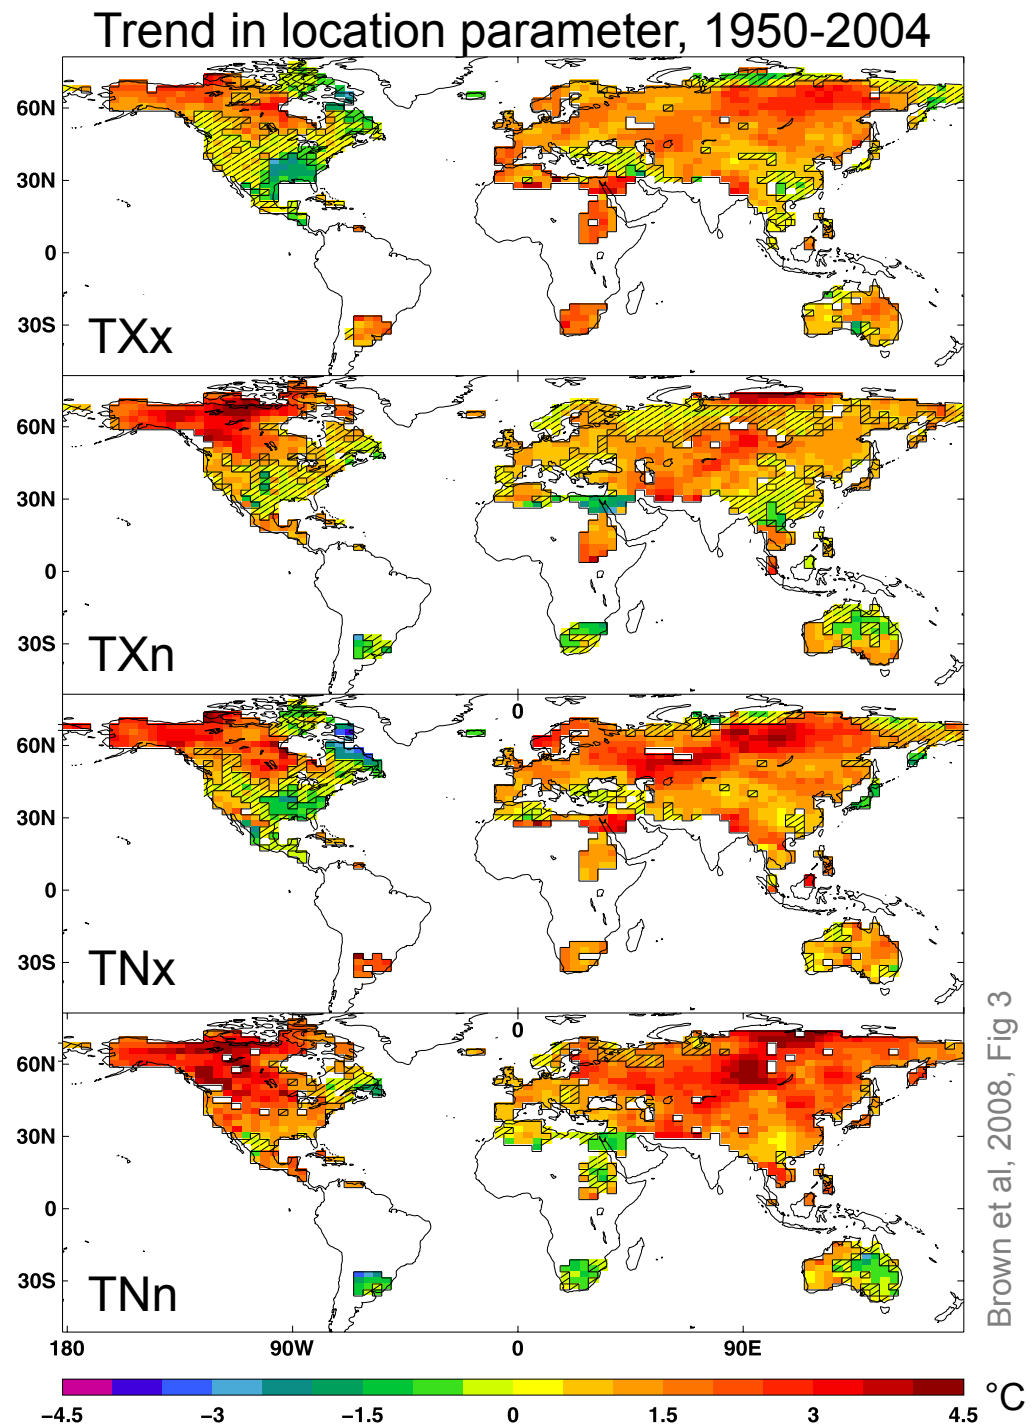 Trend in location parameter, 1950-2004
60N
30N
0
30S
TXx
60N
30N
0
30S
TXn
0
60N
30N
0
30S
TNx
0
60N
30N
0
30S
TNn
180
90W
0
90E
−4.5
−3
−1.5
0
1.5
3
4.5
°C
Brown et al, 2008, Fig 3